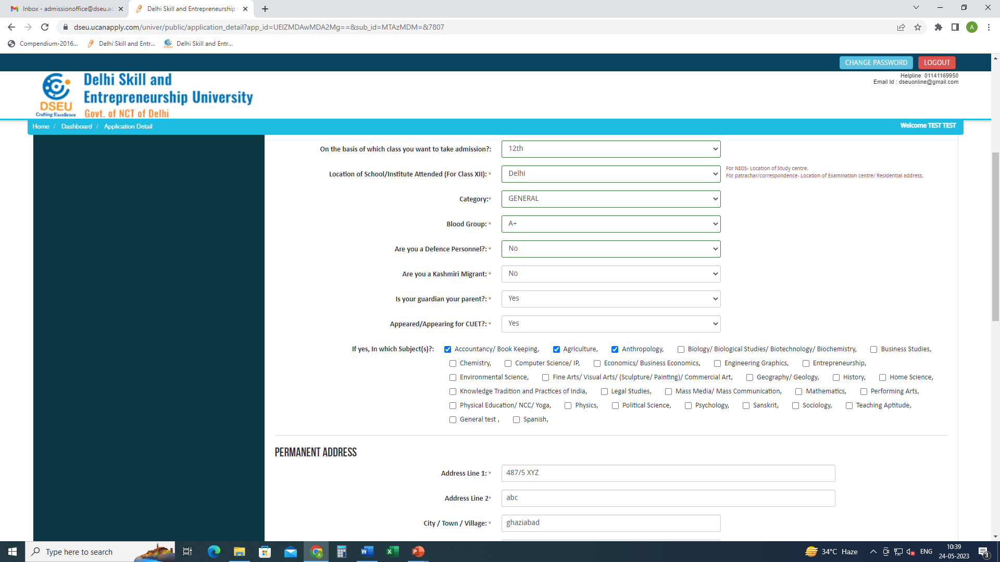 Inbox - admissionoffice@dseu.ac
Delhi Skill and Entrepreneurship
dseu.ucanapply.com/univer/public/application_detail?app_id=UEIZMDAwMDA2Mg==&sub_id=MTAzMDM=&7807
A
Compendium-2016... Delhi Skill and Entr... Delhi Skill and Entr...
CHANGE PASSWORD LOGOUT
Helpline: 01141169950
Email Id : dseuonline@gmail.com
Delhi Skill and
Entrepreneurship University
Govt. of NCT of Delhi
DSEU
Crafting Excellence
Home / Dashboard / Application Detail
Welcome TEST TEST
On the basis of which class you want to take admission?: 12th
Location of School/Institute Attended (For Class XII): * Delhi
For NIOS- Location of Study centre.
For patrachar/correspondence- Location of Examination centre/ Residential address.
Category:* GENERAL
Blood Group: * A+
Are you a Defence Personnel?: * No
Are you a Kashmiri Migrant: * No
Is your guardian your parent?: * Yes
Appeared/Appearing for CUET?: * Yes
If yes, In which Subject(s)?: Accountancy/ Book Keeping, Agriculture, Anthropology, Biology/ Biological Studies/ Biotechnology/ Biochemistry, Business Studies,
Chemistry, Computer Science/ IP, Economics/ Business Economics, Engineering Graphics, Entrepreneurship,
Environmental Science, Fine Arts/ Visual Arts/ (Sculpture/ Painting)/ Commercial Art, Geography/ Geology, History, Home Science,
Knowledge Tradition and Practices of India, Legal Studies, Mass Media/ Mass Communication, Mathematics, Performing Arts,
Physical Education/ NCC/ Yoga, Physics, Political Science, Psychology, Sanskrit, Sociology, Teaching Aptitude,
General test , Spanish,
PERMANENT ADDRESS
Address Line 1: * 487/5 XYZ
Address Line 2* abc
City / Town / Village: * ghaziabad
Type here to search
34°C Haze
ENG
10:39
24-05-2023
3